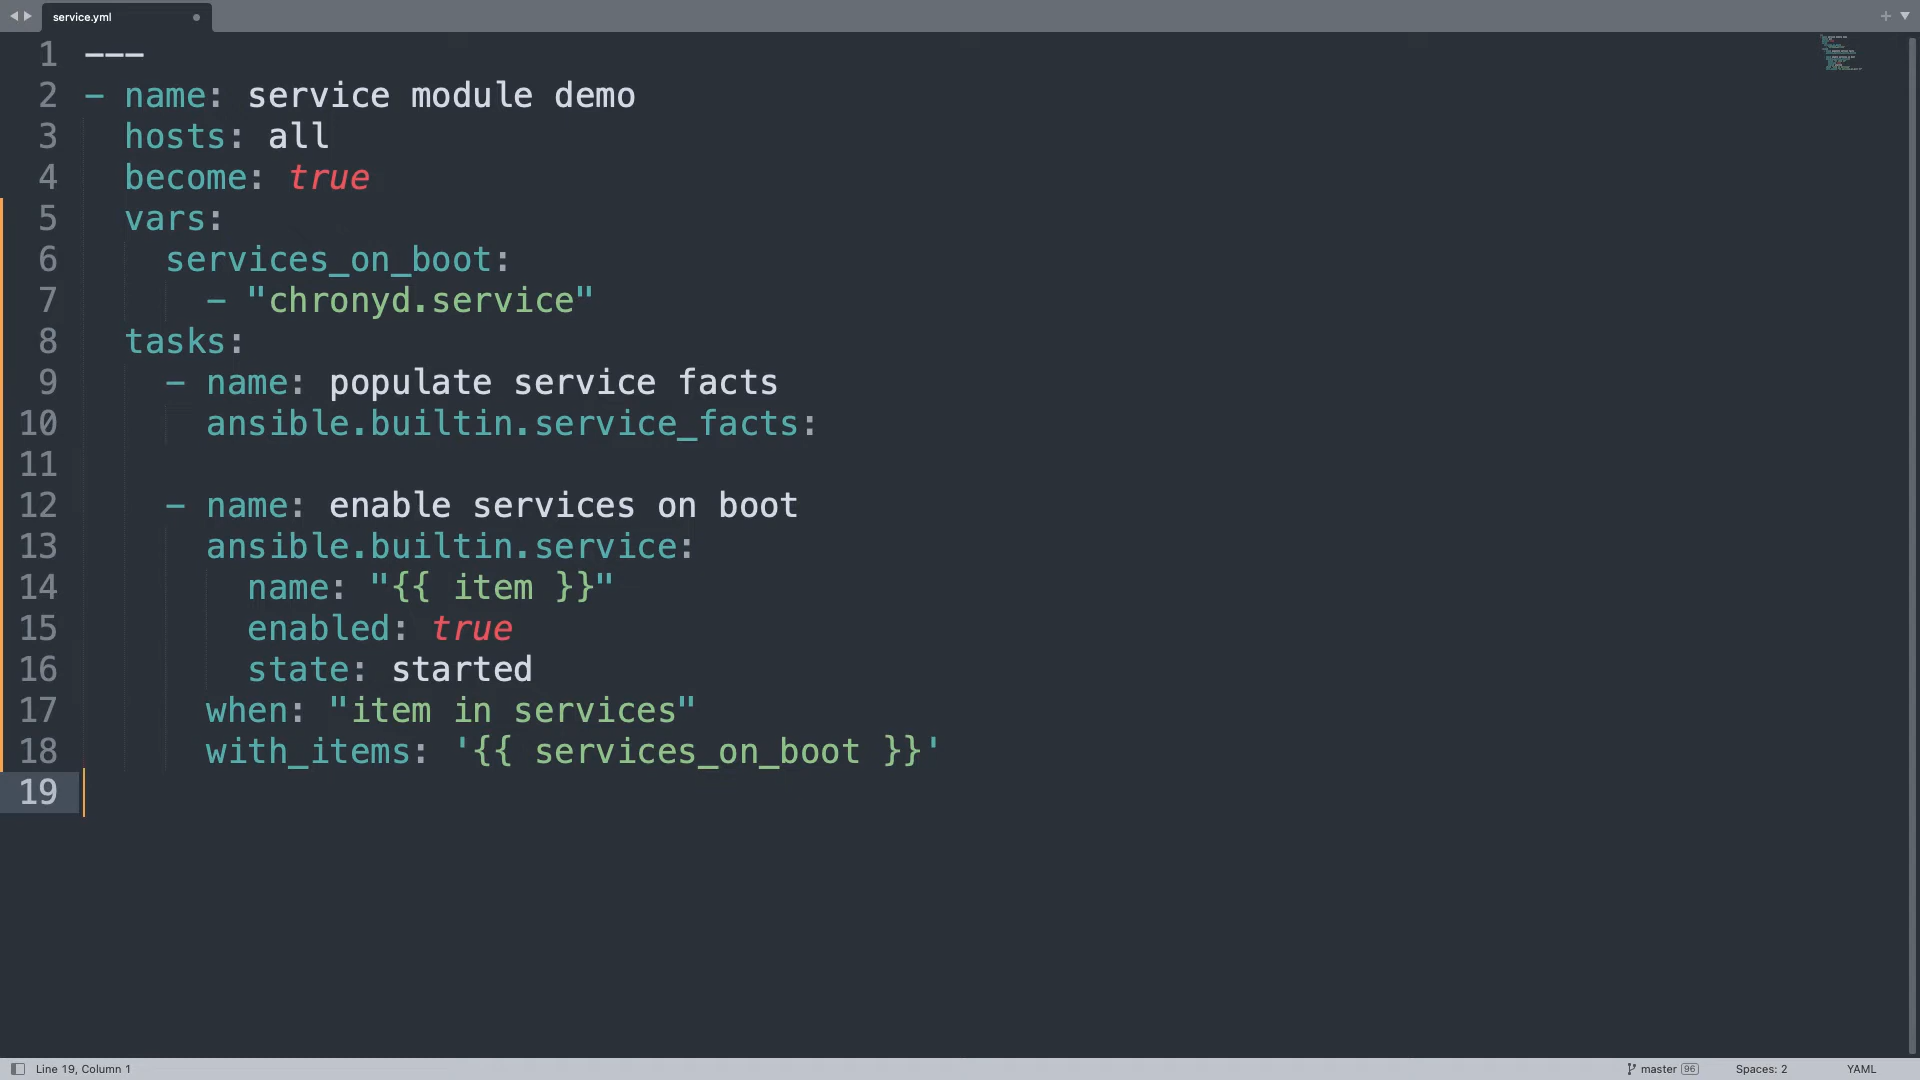 service.yml
1 ---
2 - name: service module demo
3   hosts: all
4   become: true
5   vars:
6     services_on_boot:
7       - "chronyd.service"
8   tasks:
9     - name: populate service facts
10       ansible.builtin.service_facts:
11
12     - name: enable services on boot
13       ansible.builtin.service:
14         name: "{{ item }}"
15         enabled: true
16         state: started
17       when: "item in services"
18       with_items: '{{ services_on_boot }}'
19
Line 19, Column 1 master 96 Spaces: 2 YAML